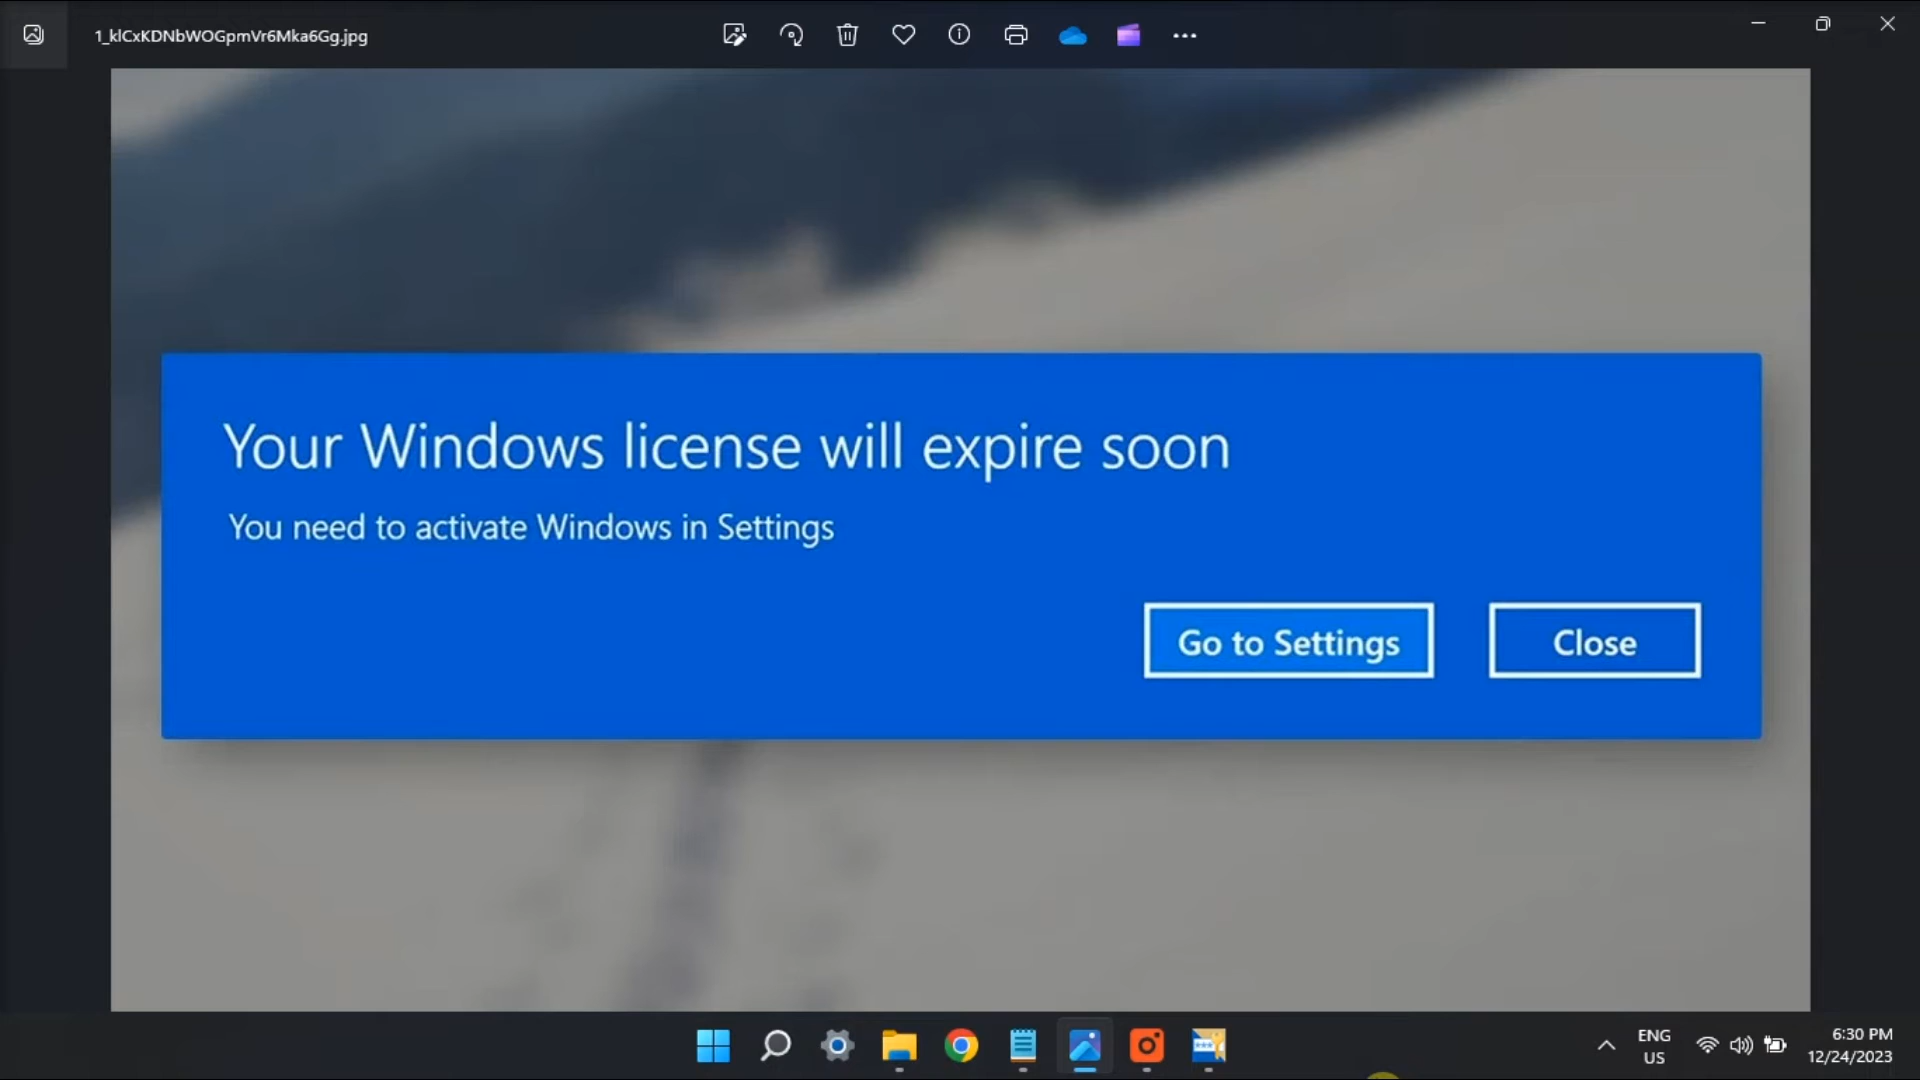 1_klCxKDNbWOGpmVr6Mka6Gg.jpg
Your Windows license will expire soon
You need to activate Windows in Settings
Go to Settings
Close
ENG
US
6:30 PM
12/24/2023